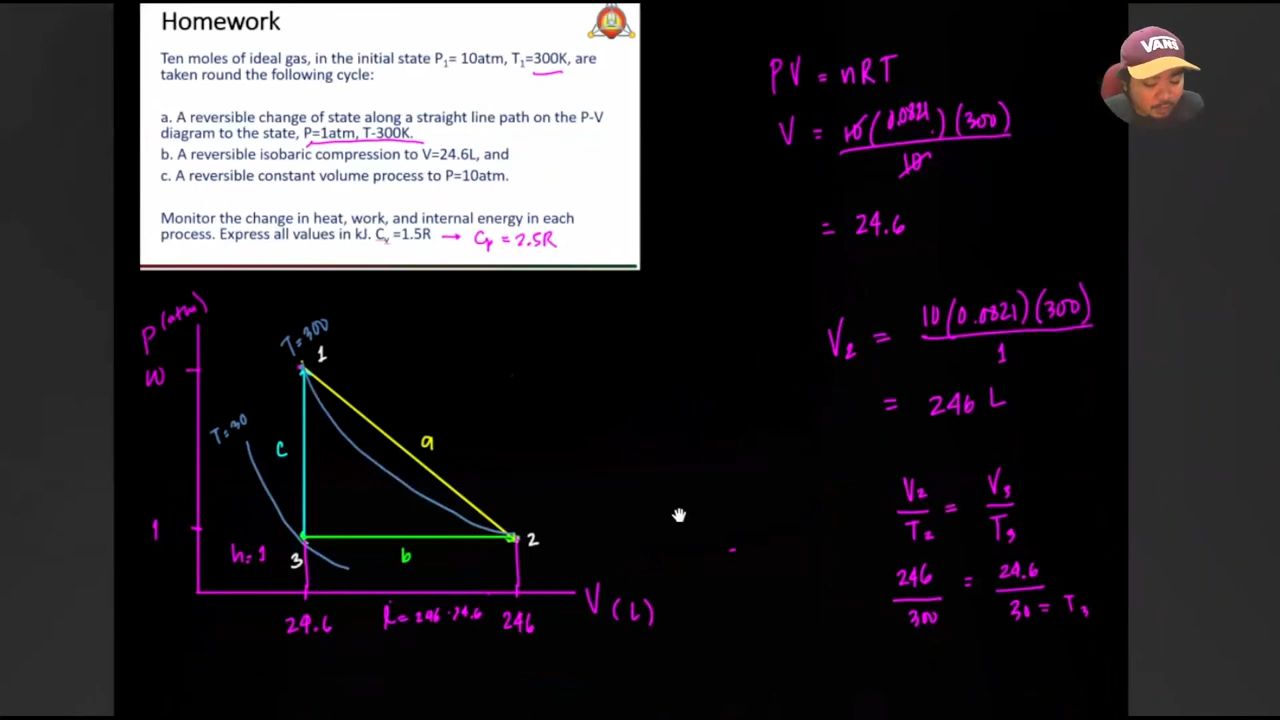 Homework
Ten moles of ideal gas, in the initial state P₁= 10atm, T₁=300K, are
taken round the following cycle:
a. A reversible change of state along a straight line path on the P-V
diagram to the state, P=1atm, T-300K.
b. A reversible isobaric compression to V=24.6L, and
c. A reversible constant volume process to P=10atm.
Monitor the change in heat, work, and internal energy in each
process. Express all values in kJ. Cᵥ =1.5R → Cₚ = 2.5R
PV = nRT
V = 10(0.0821)(300)
10
= 24.6
V₂ = 10(0.0821)(300)
1
= 246 L
V₂ = V₃
T₂ T₃
246 = 24.6
300 30 = T₃
VANS
P(atm)
10
T=300
1
T=30
c
a
1
h=1
3
b
2
24.6
l = 246-24.6
246
V (L)